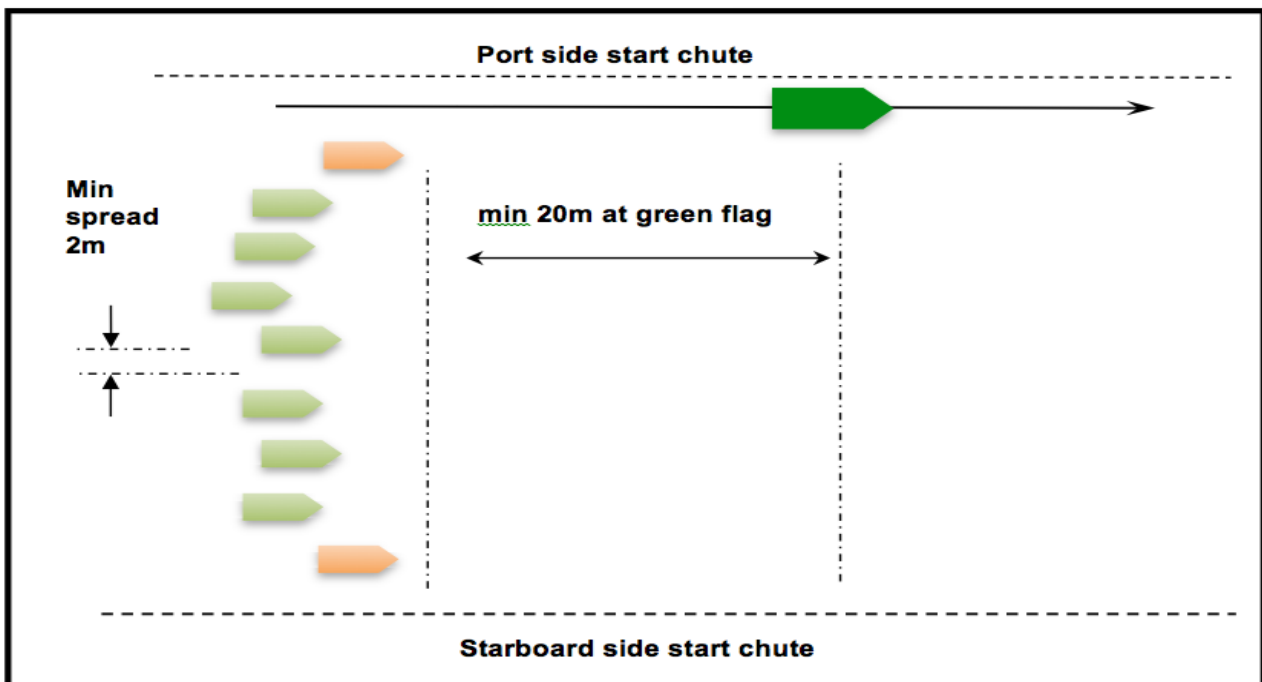 Port side start chute
Min
spread
2m
min 20m at green flag
Starboard side start chute